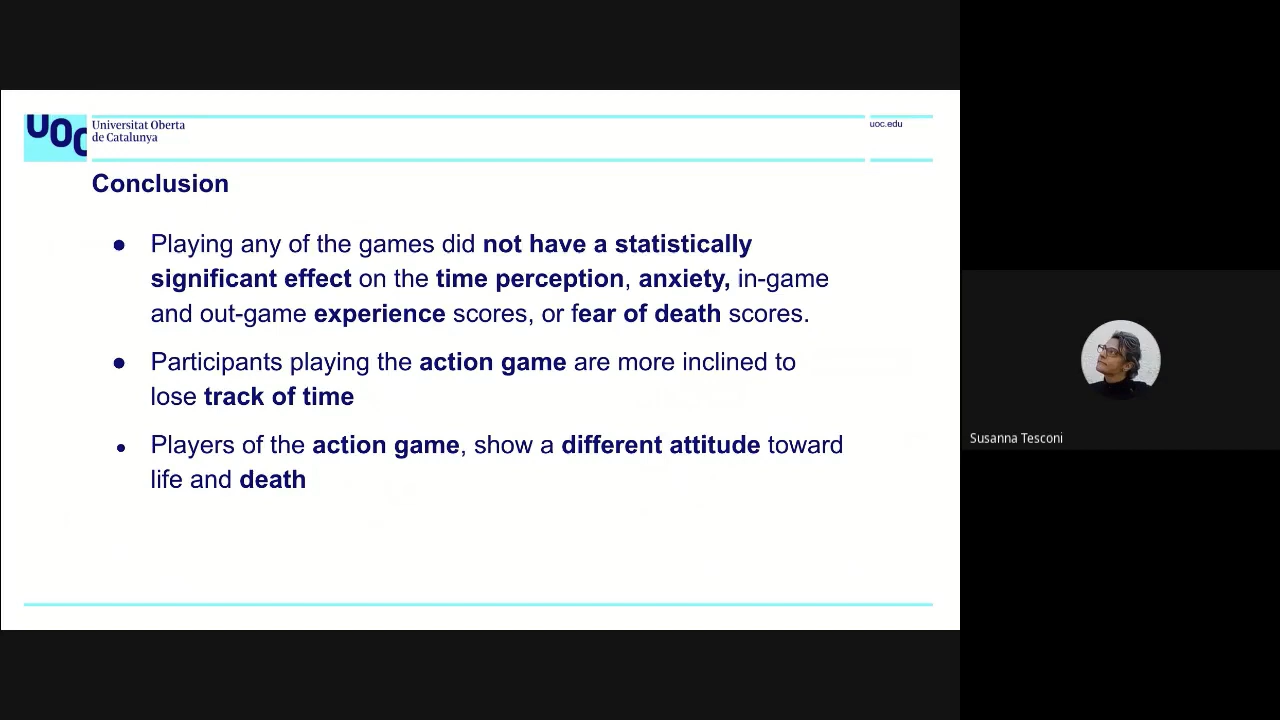 UOC
Universitat Oberta
de Catalunya
uoc.edu
Conclusion
● Playing any of the games did not have a statistically
significant effect on the time perception, anxiety, in-game
and out-game experience scores, or fear of death scores.
● Participants playing the action game are more inclined to
lose track of time
● Players of the action game, show a different attitude toward
life and death
Susanna Tesconi